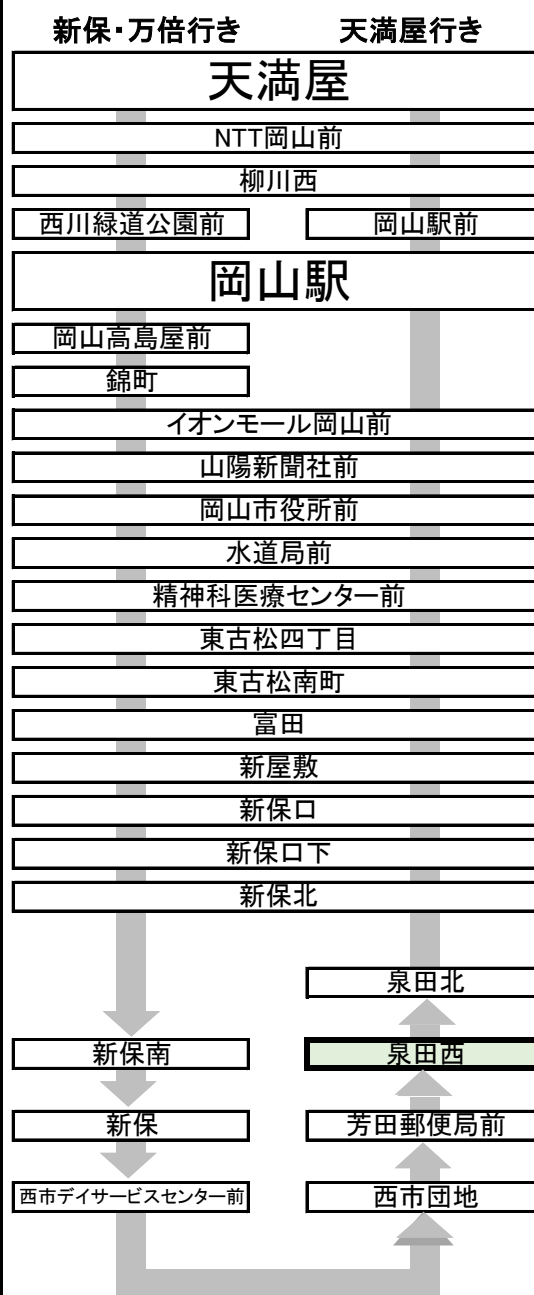 新保・万倍行き 天満屋行き
天満屋
NTT岡山前
柳川西
西川緑道公園前 岡山駅前
岡山駅
岡山高島屋前
錦町
イオンモール岡山前
山陽新聞社前
岡山市役所前
水道局前
精神科医療センター前
東古松四丁目
東古松南町
富田
新屋敷
新保口
新保口下
新保北
泉田北
新保南 泉田西
新保 芳田郵便局前
西市デイサービスセンター前 西市団地